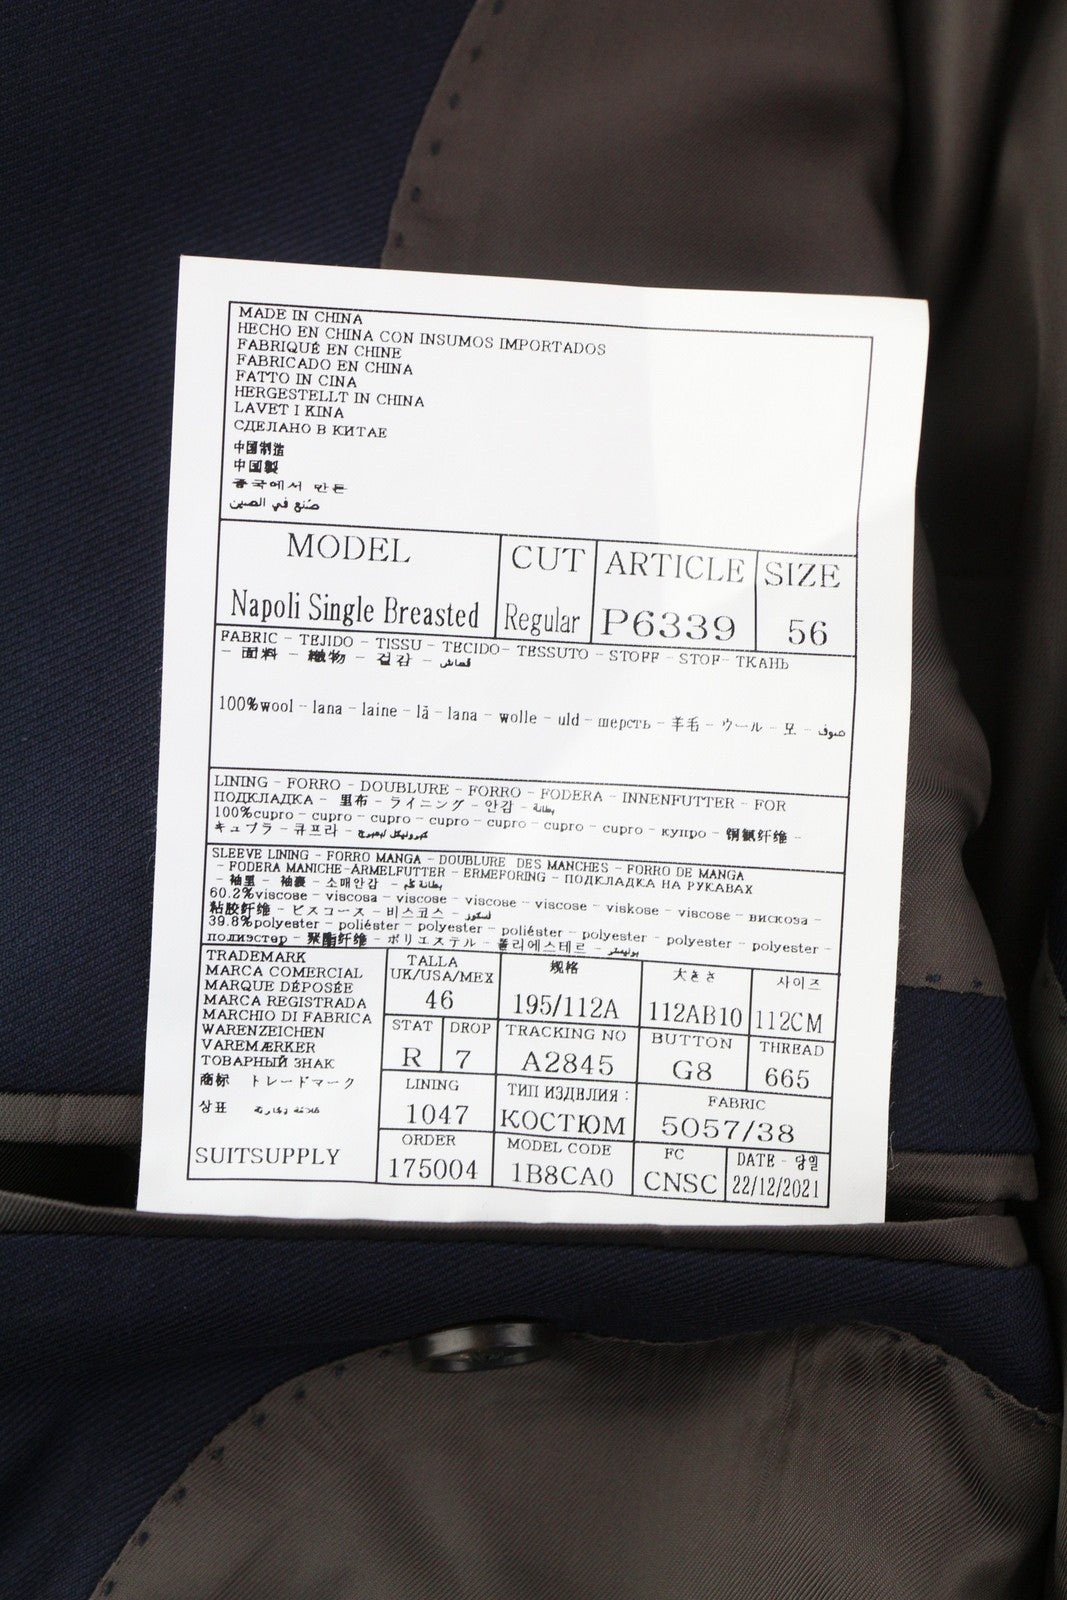 MADE IN CHINA
HECHO EN CHINA CON INSUMOS IMPORTADOS
FABRIQUÉ EN CHINE
FABRICADO EN CHINA
FATTO IN CINA
HERGESTELLT IN CHINA
LAVET I KINA
СДЕЛАНО В КИТАЕ
中国制造
中國製
중국에서 만든
صنع في الصين
MODEL CUT ARTICLE SIZE
Napoli Single Breasted Regular P6339 56
FABRIC - TEJIDO - TISSU - TECIDO- TESSUTO - STOFF - STOF- ТКАНЬ
- 面料 - 織物 - 겉감 - قماش
100%wool - lana - laine - lã - lana - wolle - uld - шерсть - 羊毛 - ウール - 모 - صوف
LINING - FORRO - DOUBLURE - FORRO - FODERA - INNENFUTTER - FOR
ПОДКЛАДКА - 里布 - ライニング - 안감 - بطانة
100%cupro - cupro - cupro - cupro - cupro - cupro - cupro - купро - 铜氨纤维 -
キュプラ - 큐프라 -
SLEEVE LINING - FORRO MANGA - DOUBLURE DES MANCHES - FORRO DE MANGA
- FODERA MANICHE-ARMELFUTTER - ERMEFORING - ПОДКЛАДКА НА РУКАВАХ
- 袖里 - 袖裏 - 소매안감 - بطانة كم
60.2%viscose - viscosa - viscose - viscose - viscose - viskose - viscose - вискоза -
粘胶纤维 - ビスコース - 비스코스 -
39.8%polyester - poliéster - polyester - poliéster - polyester - polyester - polyester -
полиэстер - 聚酯纤维 - ポリエステル - 폴리에스테르 -
TRADEMARK
MARCA COMERCIAL
MARQUE DÉPOSÉE
MARCA REGISTRADA
MARCHIO DI FABRICA
WARENZEICHEN
VAREMÆRKER
ТОВАРНЫЙ ЗНАК
商标 トレードマーク
상표
SUITSUPPLY
TALLA 规格 大きさ 사이즈
UK/USA/MEX
46 195/112A 112AB10 112CM
STAT DROP TRACKING NO BUTTON THREAD
R 7 A2845 G8 665
LINING ТИП ИЗДЕЛИЯ : FABRIC
1047 КОСТЮМ 5057/38
ORDER MODEL CODE FC DATE - 당일
175004 1B8CA0 CNSC 22/12/2021